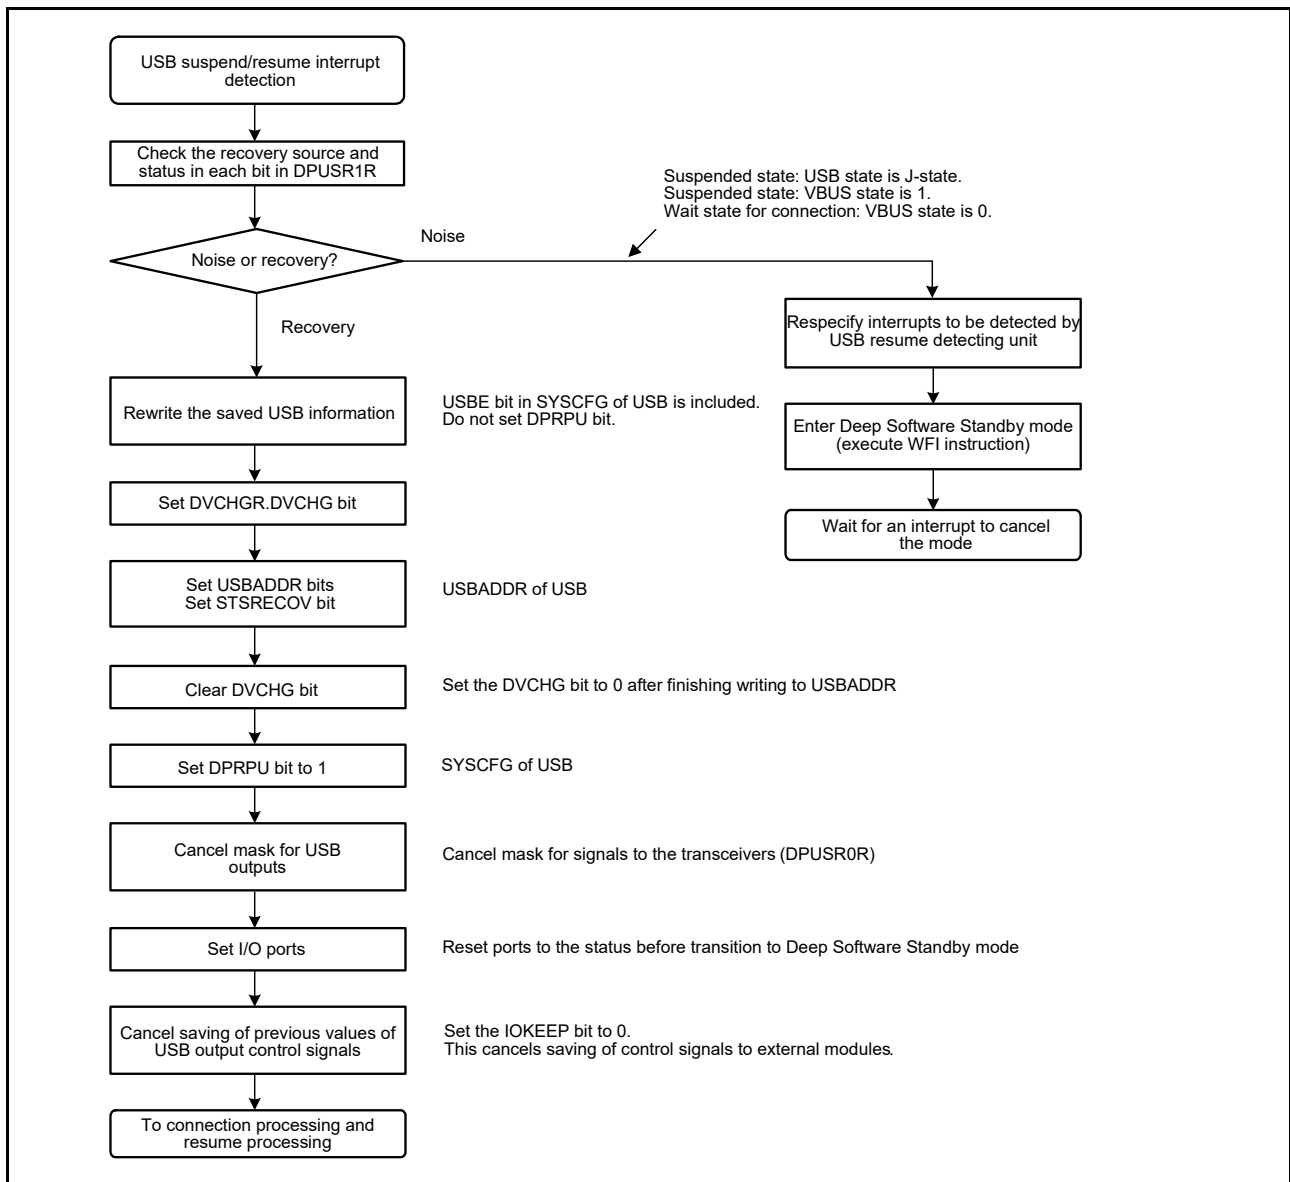 USB suspend/resume interrupt
detection
Check the recovery source and
status in each bit in DPUSR1R
Suspended state: USB state is J-state.
Suspended state: VBUS state is 1.
Wait state for connection: VBUS state is 0.
Noise
Noise or recovery?
Recovery
Respecify interrupts to be detected by
USB resume detecting unit
Enter Deep Software Standby mode
(execute WFI instruction)
Wait for an interrupt to cancel
the mode
Rewrite the saved USB information
USBE bit in SYSCFG of USB is included.
Do not set DPRPU bit.
Set DVCHGR.DVCHG bit
Set USBADDR bits
Set STSRECOV bit
USBADDR of USB
Clear DVCHG bit
Set the DVCHG bit to 0 after finishing writing to USBADDR
Set DPRPU bit to 1
SYSCFG of USB
Cancel mask for USB
outputs
Cancel mask for signals to the transceivers (DPUSR0R)
Set I/O ports
Reset ports to the status before transition to Deep Software Standby mode
Cancel saving of previous values of
USB output control signals
Set the IOKEEP bit to 0.
This cancels saving of control signals to external modules.
To connection processing and
resume processing